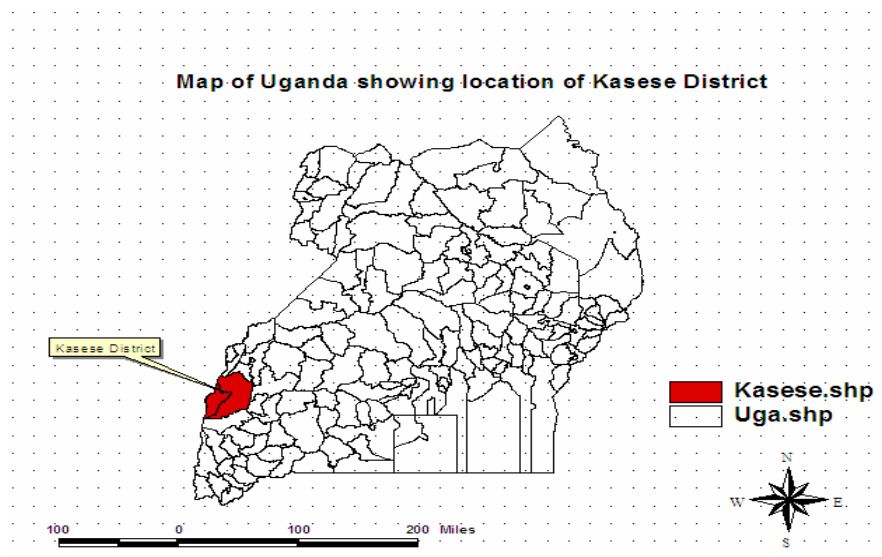 Map of Uganda showing location of Kasese District
Kasese District
Kasese.shp
Uga.shp
N
W E
S
100 0 100 200 Miles